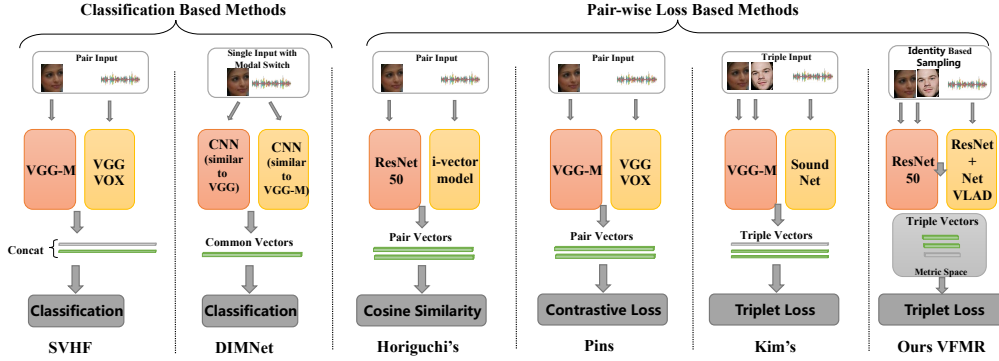 Classification Based Methods
Pair-wise Loss Based Methods
Pair Input
VGG-M
VGG
VOX
Concat
Classification
SVHF
Single Input with
Modal Switch
CNN
(similar
to
VGG)
CNN
(similar
to
VGG-M)
Common Vectors
Classification
DIMNet
Pair Input
ResNet
50
i-vector
model
Pair Vectors
Cosine Similarity
Horiguchi's
Pair Input
VGG-M
VGG
VOX
Pair Vectors
Contrastive Loss
Pins
Triple Input
VGG-M
Sound
Net
Triple Vectors
Triplet Loss
Kim's
Identity Based
Sampling
ResNet
50
ResNet
+
Net
VLAD
Triple Vectors
Metric Space
Triplet Loss
Ours VFMR